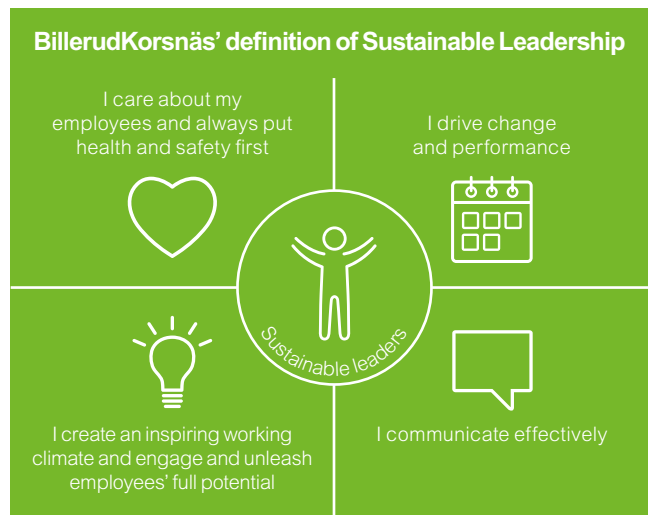 BillerudKorsnäs’ definition of Sustainable Leadership
I care about my
employees and always put
health and safety first
I drive change
and performance
Sustainable leaders
I create an inspiring working
climate and engage and unleash
employees’ full potential
I communicate effectively